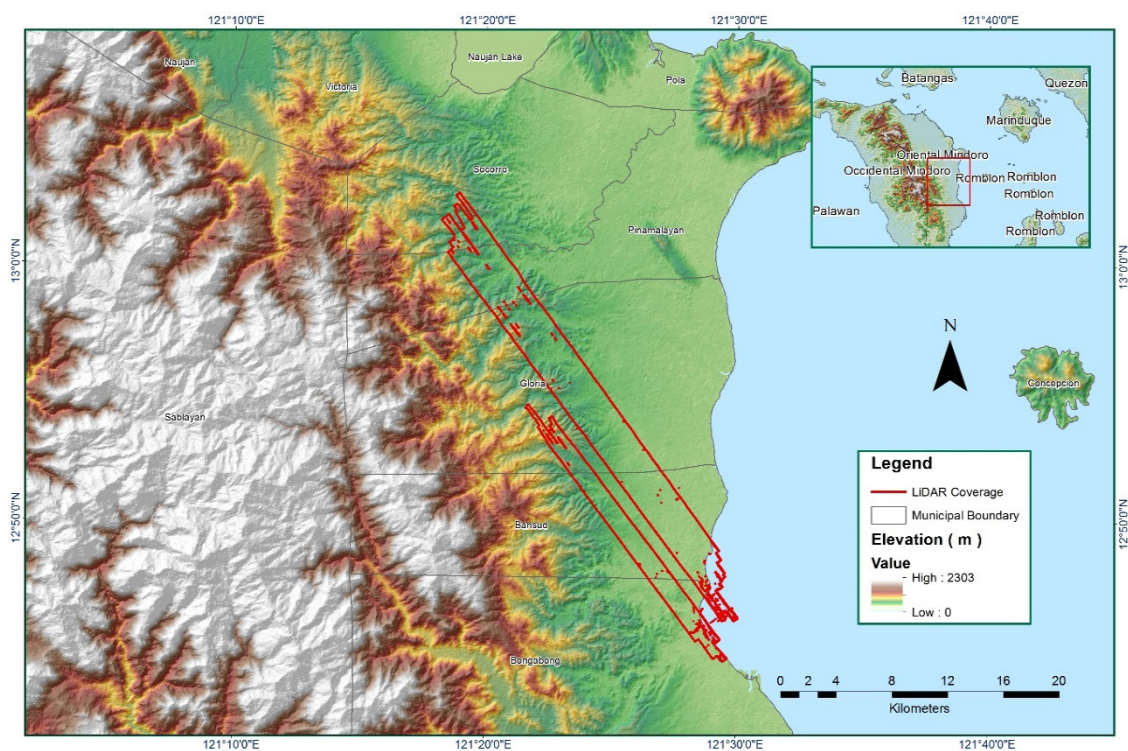 121°10'0"E 121°20'0"E 121°30'0"E 121°40'0"E
Naujan
Victoria
Naujan Lake
Pola
Socorro
Pinamalayan
Gloria
Sablayan
Bansud
Bongabong
Concepcion
Batangas
Quezon
Marinduque
Oriental Mindoro
Occidental Mindoro
Romblon
Romblon
Romblon
Romblon
Romblon
Palawan
13°0'0"N
13°0'0"N
12°50'0"N
12°50'0"N
N
Legend
LiDAR Coverage
Municipal Boundary
Elevation ( m )
Value
High : 2303
Low : 0
0 2 4 8 12 16 20
Kilometers
121°10'0"E 121°20'0"E 121°30'0"E 121°40'0"E